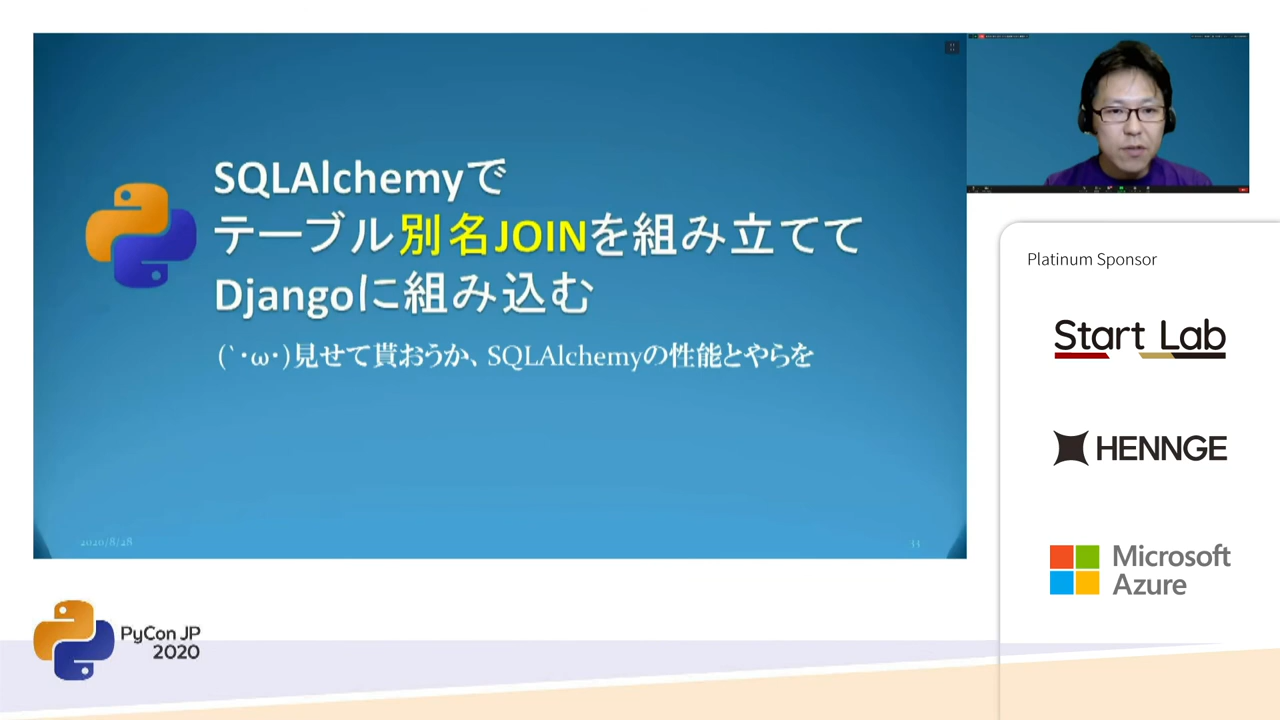 SQLAlchemyで
テーブル別名JOINを組み立てて
Djangoに組み込む
(`･ω･)見せて貰おうか、SQLAlchemyの性能とやらを
2020/8/28
Platinum Sponsor
Start Lab
HENNGE
Microsoft
Azure
PyCon JP
2020